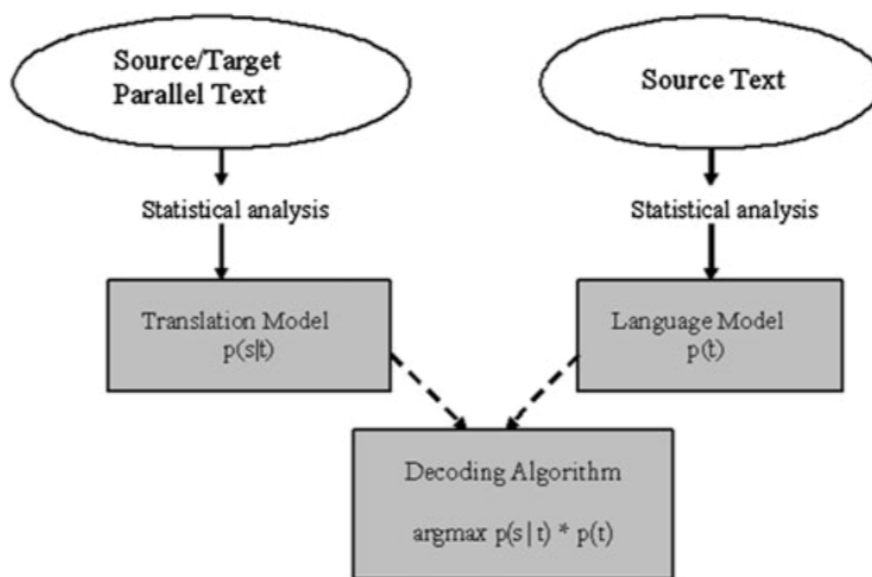 Source/Target
Parallel Text
Source Text
Statistical analysis
Statistical analysis
Translation Model
p(s|t)
Language Model
p(t)
Decoding Algorithm
argmax p(s|t) * p(t)